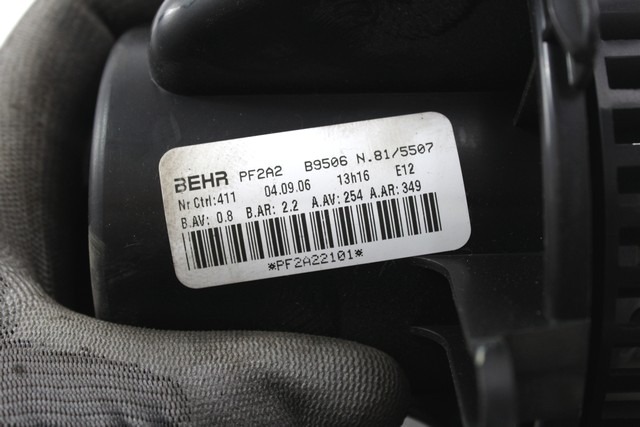 BEHR PF2A2 B9506 N.81/5507
Nr Ctrl:411 04.09.06 13h16 E12
B.AV: 0.8 B.AR: 2.2 A.AV: 254 A.AR: 349
*PF2A22101*